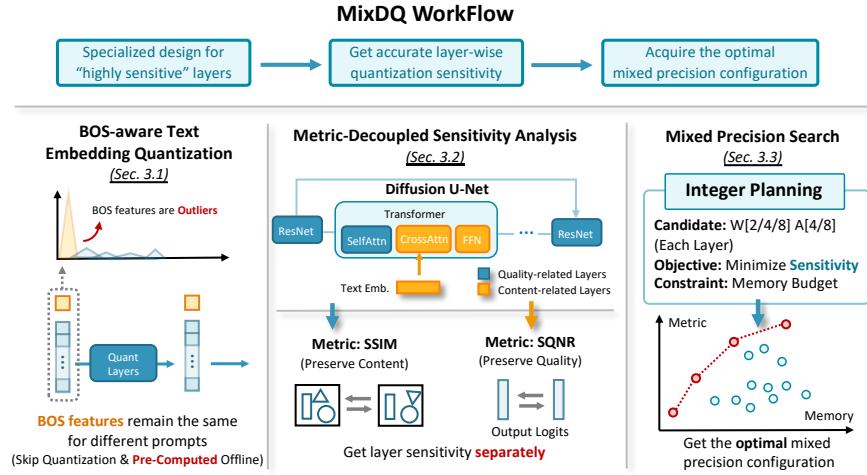 MixDQ WorkFlow
Specialized design for
“highly sensitive” layers
Get accurate layer-wise
quantization sensitivity
Acquire the optimal
mixed precision configuration
BOS-aware Text
Embedding Quantization
(Sec. 3.1)
BOS features are Outliers
Quant
Layers
BOS features remain the same
for different prompts
(Skip Quantization & Pre-Computed Offline)
Metric-Decoupled Sensitivity Analysis
(Sec. 3.2)
Diffusion U-Net
Transformer
ResNet
SelfAttn
CrossAttn
FFN
...
ResNet
Text Emb.
Quality-related Layers
Content-related Layers
Metric: SSIM
(Preserve Content)
Metric: SQNR
(Preserve Quality)
Output Logits
Get layer sensitivity separately
Mixed Precision Search
(Sec. 3.3)
Integer Planning
Candidate: W[2/4/8] A[4/8]
(Each Layer)
Objective: Minimize Sensitivity
Constraint: Memory Budget
Metric
Memory
Get the optimal mixed
precision configuration